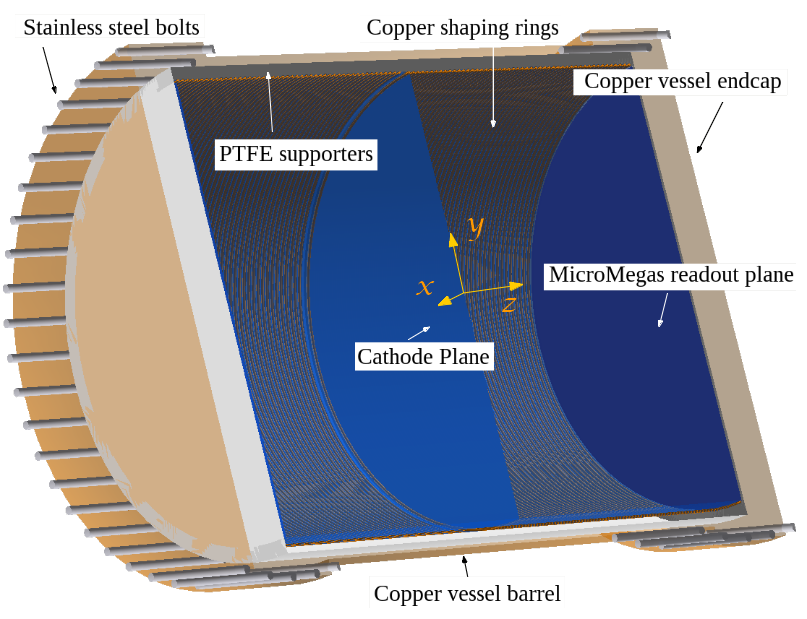 Stainless steel bolts
Copper shaping rings
Copper vessel endcap
PTFE supporters
y
x
z
MicroMegas readout plane
Cathode Plane
Copper vessel barrel